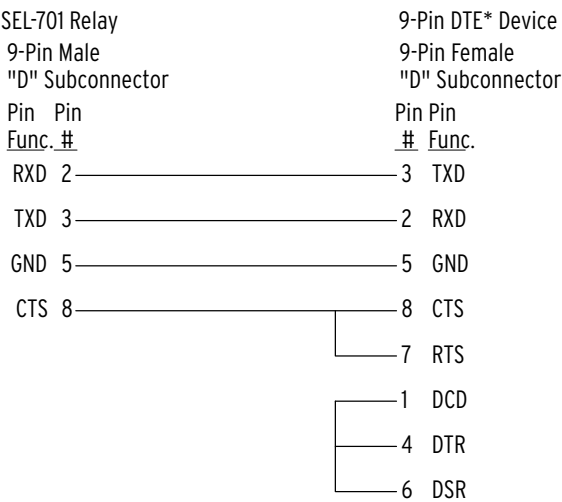 SEL-701 Relay 9-Pin DTE* Device
9-Pin Male 9-Pin Female
"D" Subconnector "D" Subconnector
Pin Pin Pin Pin
Func. # # Func.
RXD 2 3 TXD
TXD 3 2 RXD
GND 5 5 GND
CTS 8 8 CTS
7 RTS
1 DCD
4 DTR
6 DSR